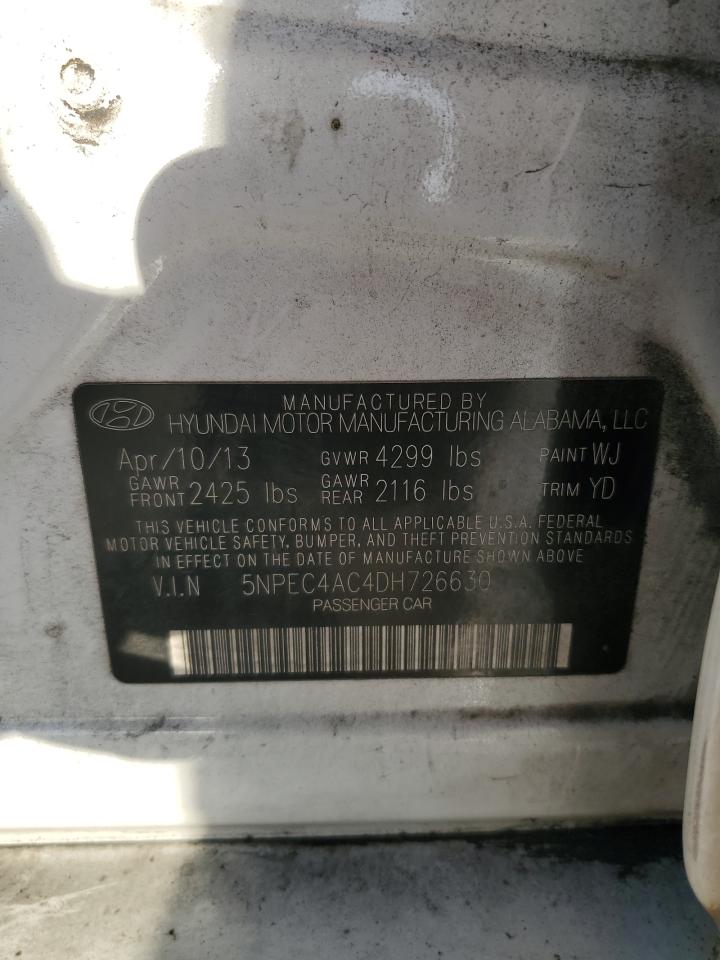 MANUFACTURED BY
HYUNDAI MOTOR MANUFACTURING ALABAMA, LLC
Apr/10/13 GVWR 4299 lbs PAINT WJ
GAWR FRONT 2425 lbs GAWR REAR 2116 lbs TRIM YD
THIS VEHICLE CONFORMS TO ALL APPLICABLE U.S.A. FEDERAL
MOTOR VEHICLE SAFETY, BUMPER, AND THEFT PREVENTION STANDARDS
IN EFFECT ON THE DATE OF MANUFACTURE SHOWN ABOVE
V.I.N 5NPEC4AC4DH726630
PASSENGER CAR